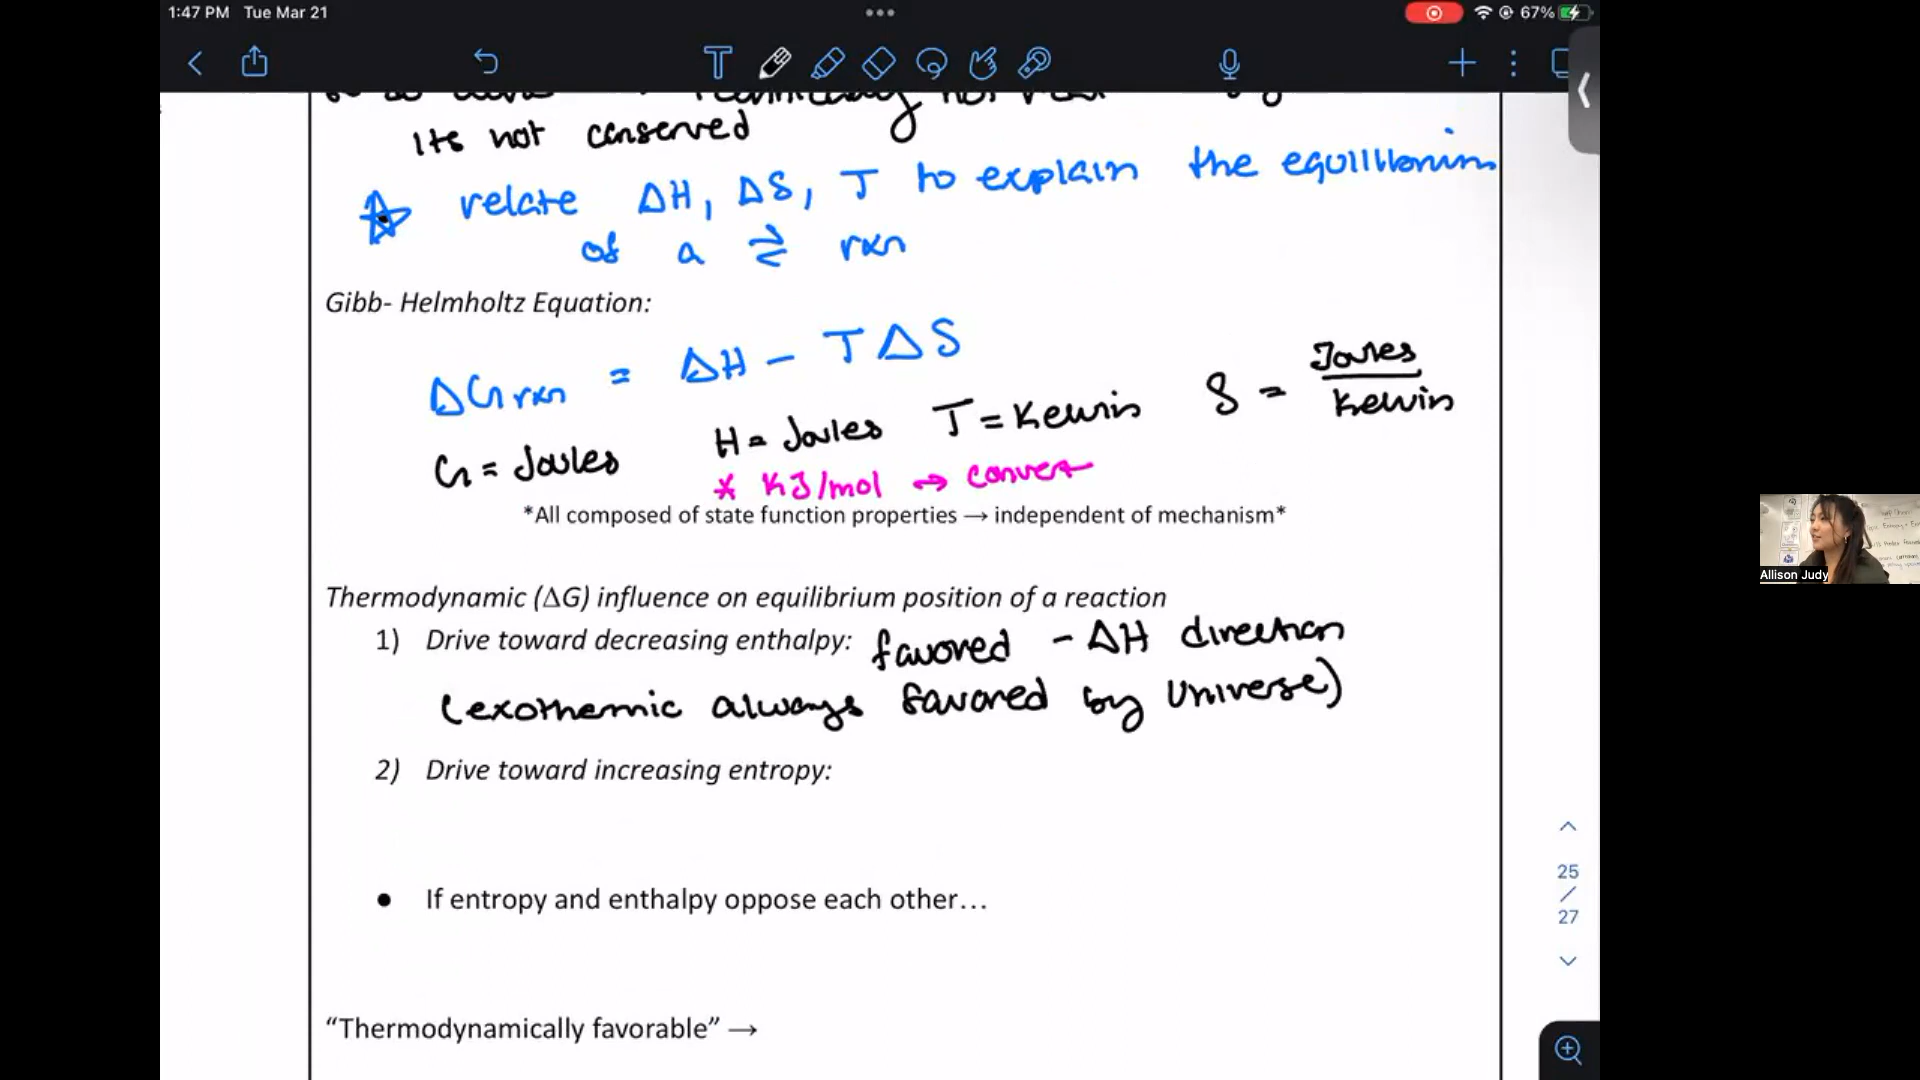 1:47 PM Tue Mar 21
67%
Its not conserved
relate ΔH, ΔS, T to explain the equilibrium
of a ⇌ rxn
Gibb- Helmholtz Equation:
ΔG rxn = ΔH - TΔS
G = Joules H = Joules T = Kelvin S = Joules/Kelvin
* KJ/mol → convert
*All composed of state function properties → independent of mechanism*
Thermodynamic (ΔG) influence on equilibrium position of a reaction
1) Drive toward decreasing enthalpy: favored - ΔH direction
(exothermic always favored by universe)
2) Drive toward increasing entropy:
● If entropy and enthalpy oppose each other…
“Thermodynamically favorable” →
25
/
27
Allison Judy